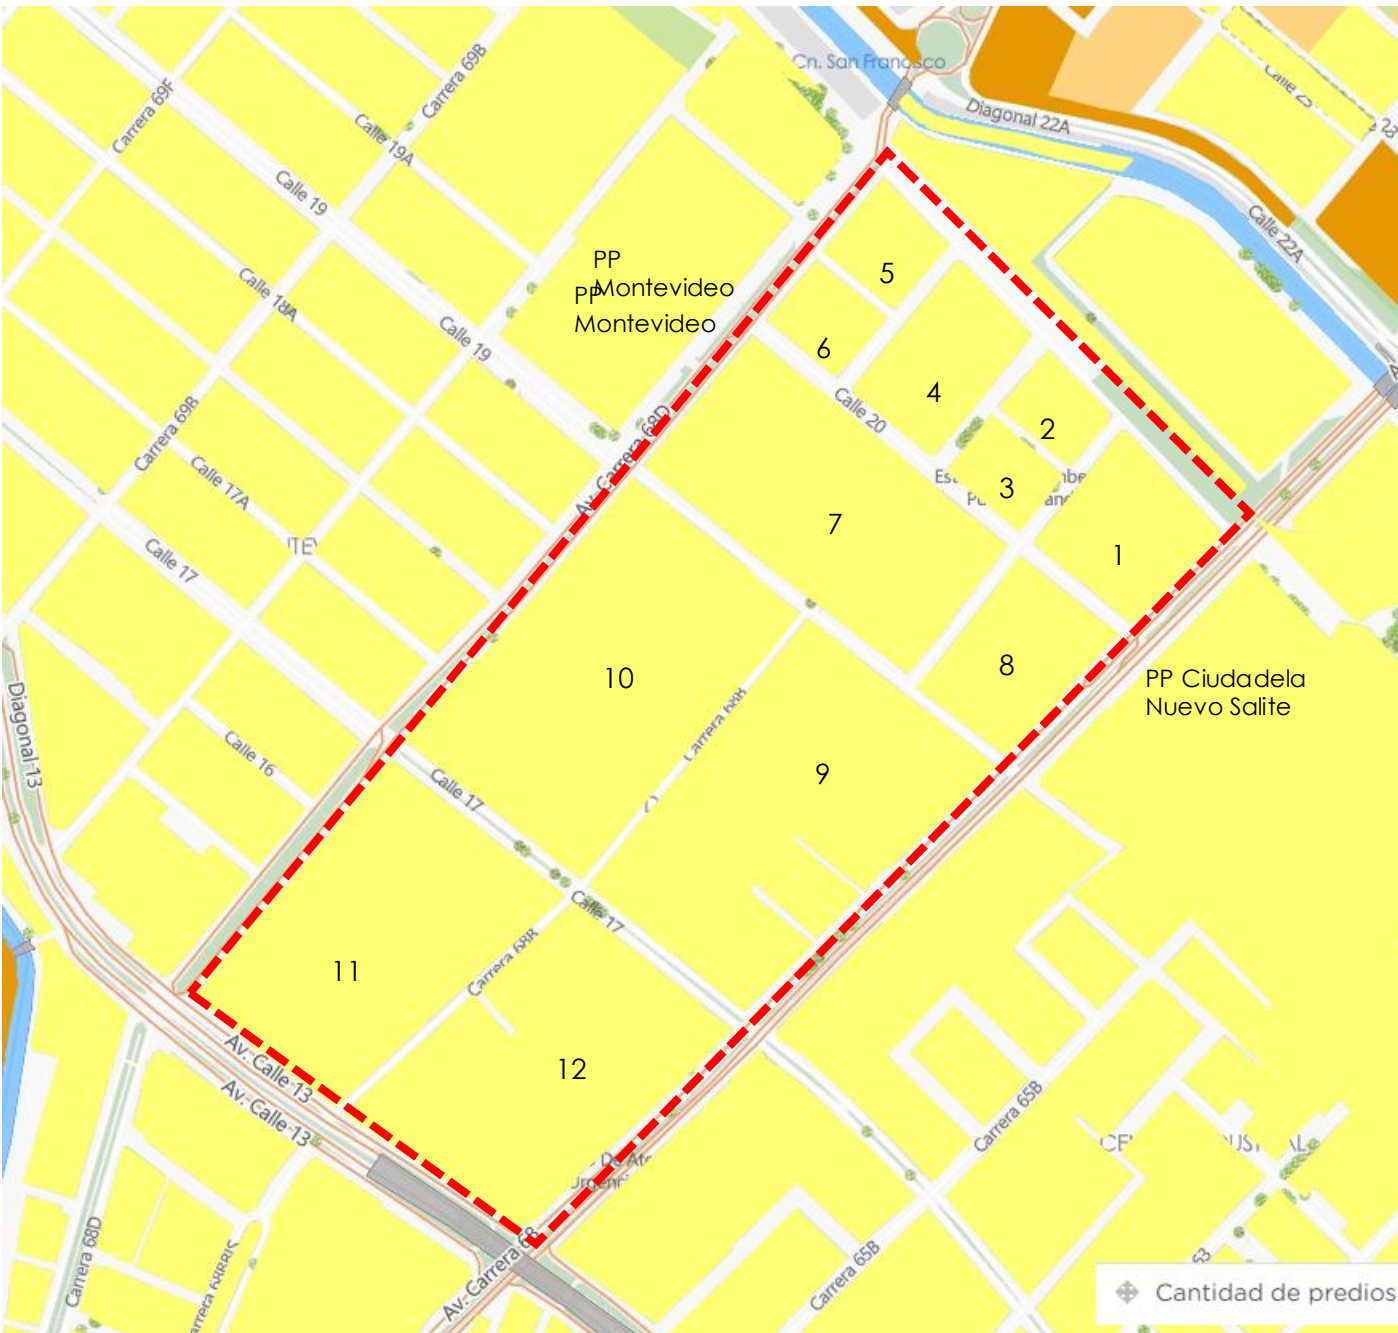 Cn. San Francisco
Diagonal 22A
Calle 22A
Carrera 69B
Carrera 69F
Calle 19A
Calle 19
Calle 18A
Calle 19
PP
Montevideo
PP
Montevideo
5
6
4
2
3
1
7
8
Calle 20
Av. Carrera 68D
Carrera 69B
Calle 17A
Calle 17
10
9
PP Ciudadela
Nuevo Salite
Carrera 68B
Diagonal 13
Calle 16
Calle 17
Calle 17
11
Carrera 68B
12
Av. Calle 13
Av. Calle 13
Carrera 65B
Carrera 68D
Av. Carrera 68
Carrera 65B
63
Cantidad de predios